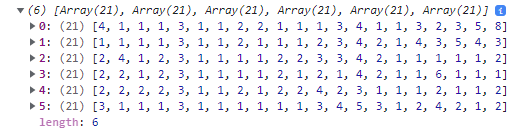 (6) [Array(21), Array(21), Array(21), Array(21), Array(21), Array(21)]
0: (21) [4, 1, 1, 1, 3, 1, 1, 2, 2, 1, 1, 1, 3, 4, 1, 1, 3, 2, 3, 5, 8]
1: (21) [1, 1, 1, 1, 3, 1, 1, 2, 1, 1, 1, 2, 3, 4, 2, 1, 4, 3, 5, 4, 3]
2: (21) [2, 4, 1, 2, 3, 1, 1, 1, 1, 2, 2, 3, 3, 4, 2, 1, 1, 1, 1, 1, 2]
3: (21) [2, 2, 1, 2, 3, 1, 1, 1, 1, 2, 1, 2, 1, 4, 2, 1, 1, 6, 1, 1, 1]
4: (21) [2, 2, 2, 2, 3, 1, 1, 2, 1, 2, 2, 4, 2, 3, 1, 1, 1, 2, 1, 1, 2]
5: (21) [3, 1, 1, 1, 3, 1, 1, 1, 1, 1, 1, 3, 4, 5, 3, 1, 2, 4, 2, 1, 2]
length: 6